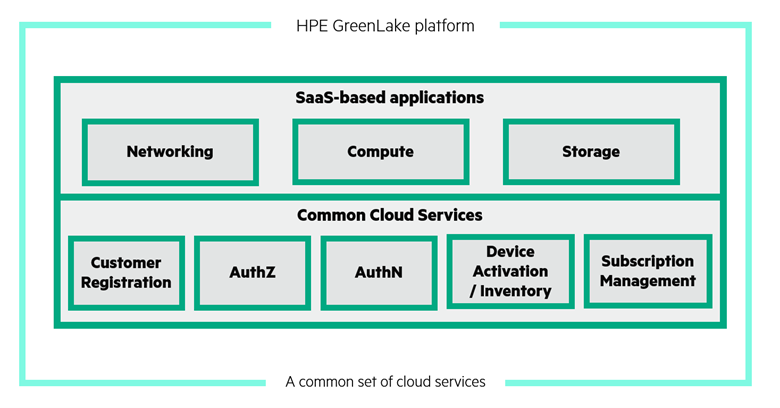 HPE GreenLake platform
SaaS-based applications
Networking
Compute
Storage
Common Cloud Services
Customer
Registration
AuthZ
AuthN
Device
Activation
/ Inventory
Subscription
Management
A common set of cloud services